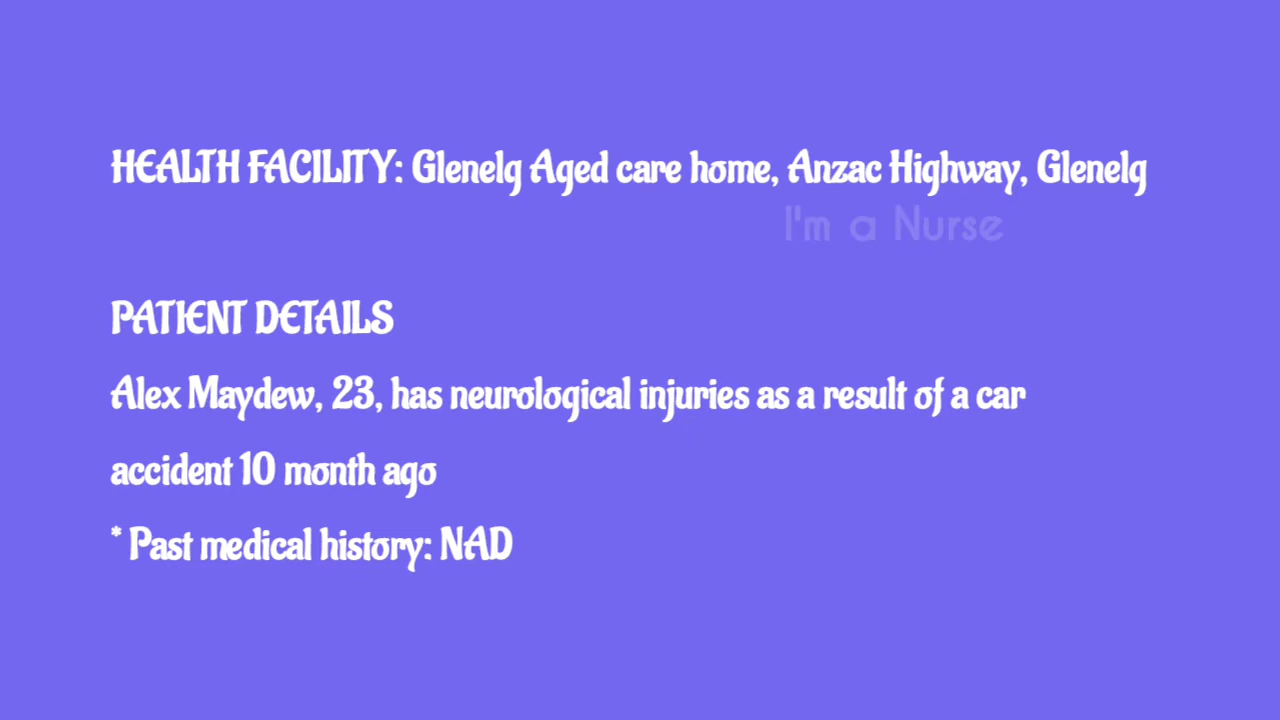 HEALTH FACILITY: Glenelg Aged care home, Anzac Highway, Glenelg
I'm a Nurse
PATIENT DETAILS
Alex Maydew, 23, has neurological injuries as a result of a car
accident 10 month ago
* Past medical history: NAD